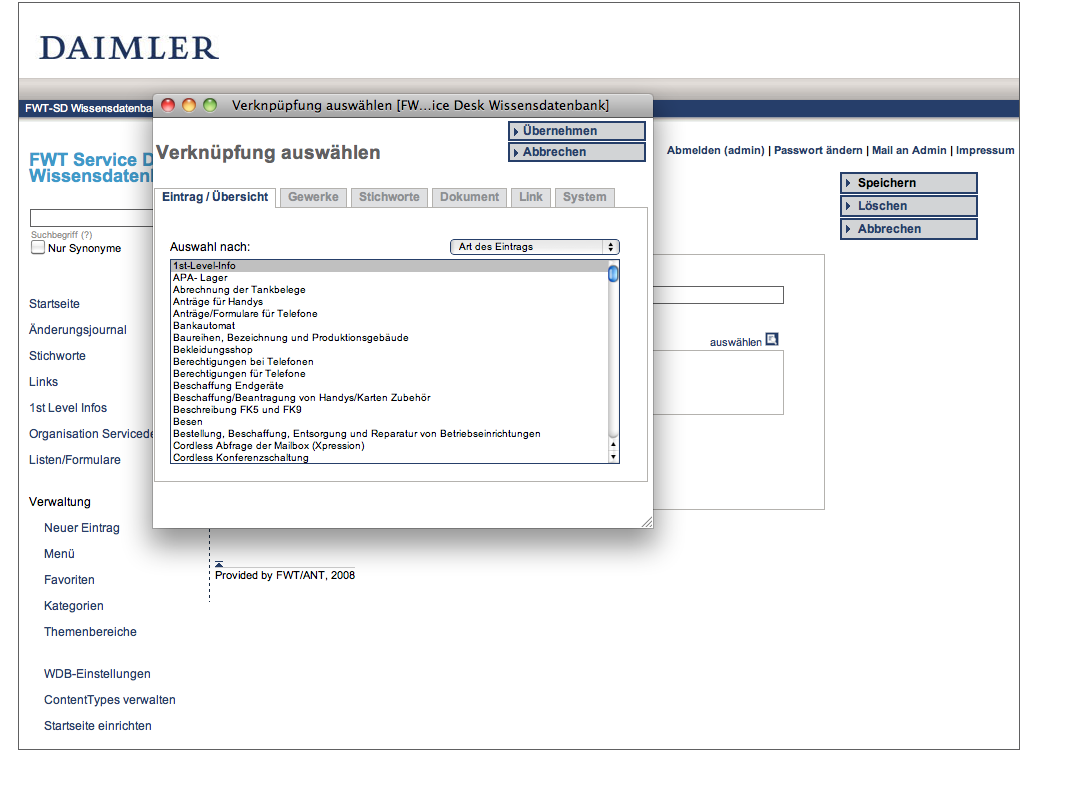 DAIMLER
FWT-SD Wissensdatenba
Verknpüpfung auswählen [FW...ice Desk Wissensdatenbank]
Übernehmen
Abbrechen
Verknüpfung auswählen
Abmelden (admin) | Passwort ändern | Mail an Admin | Impressum
FWT Service D
Wissensdaten
Speichern
Löschen
Abbrechen
Eintrag / Übersicht
Gewerke
Stichworte
Dokument
Link
System
Suchbegriff (?)
Nur Synonyme
Auswahl nach:
Art des Eintrags
1st-Level-Info
APA- Lager
Abrechnung der Tankbelege
Anträge für Handys
Anträge/Formulare für Telefone
Bankautomat
Baureihen, Bezeichnung und Produktionsgebäude
Bekleidungsshop
Berechtigungen bei Telefonen
Berechtigungen für Telefone
Beschaffung Endgeräte
Beschaffung/Beantragung von Handys/Karten Zubehör
Beschreibung FK5 und FK9
Besen
Bestellung, Beschaffung, Entsorgung und Reparatur von Betriebseinrichtungen
Cordless Abfrage der Mailbox (Xpression)
Cordless Konferenzschaltung
auswählen
Startseite
Änderungsjournal
Stichworte
Links
1st Level Infos
Organisation Servicede
Listen/Formulare
Verwaltung
Neuer Eintrag
Menü
Favoriten
Kategorien
Themenbereiche
WDB-Einstellungen
ContentTypes verwalten
Startseite einrichten
Provided by FWT/ANT, 2008